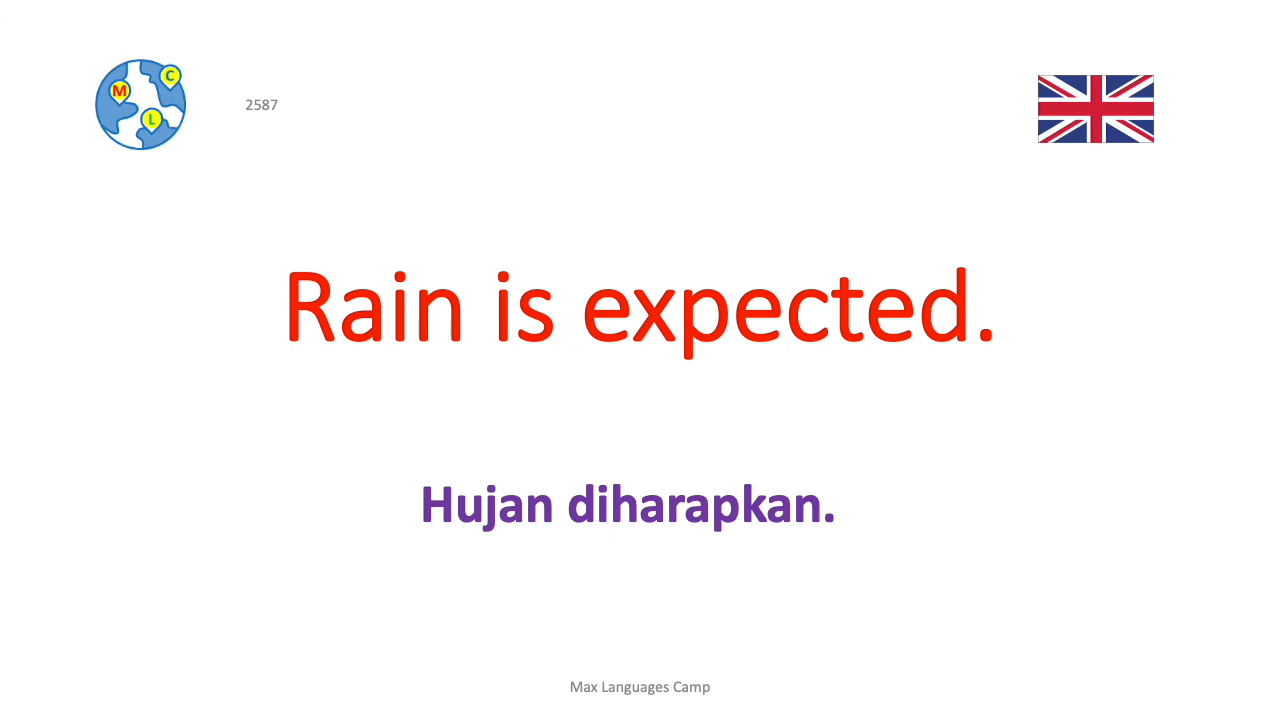 M
C
L
2587
Rain is expected.
Hujan diharapkan.
Max Languages Camp